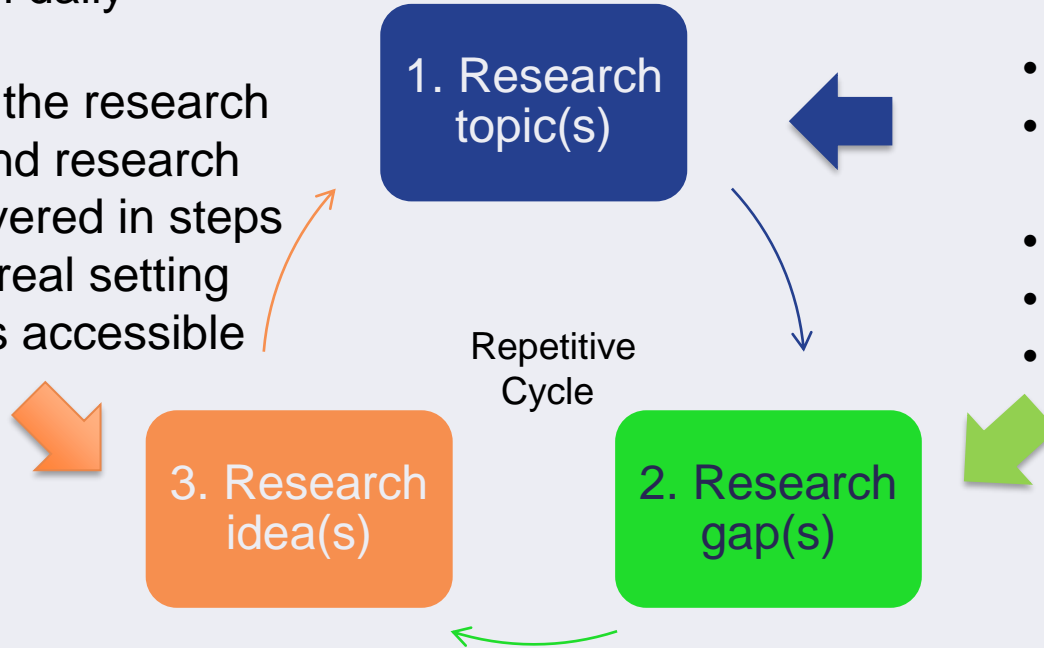 1. Research
topic(s)
the research
nd research
vered in steps
real setting
s accessible
Repetitive
Cycle
3. Research
idea(s)
2. Research
gap(s)